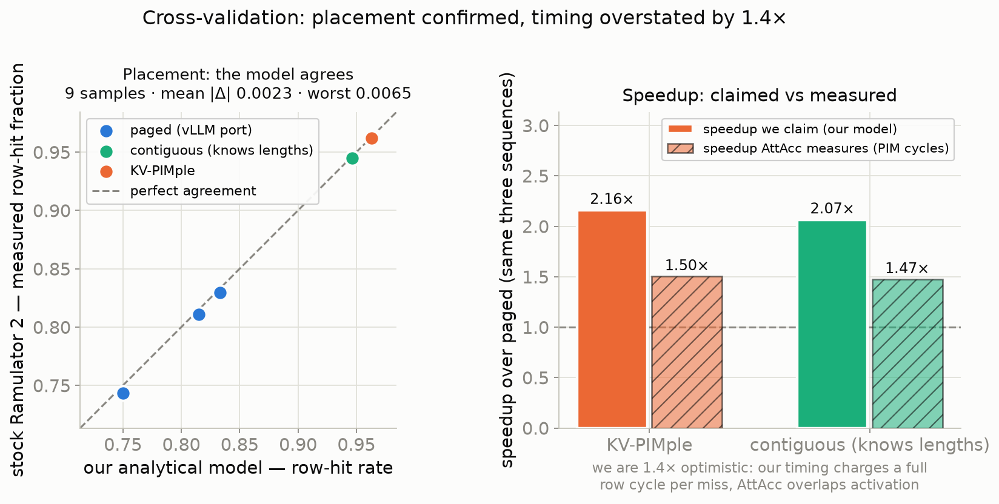 Cross-validation: placement confirmed, timing overstated by 1.4×
Placement: the model agrees
9 samples · mean |Δ| 0.0023 · worst 0.0065
stock Ramulator 2 — measured row-hit fraction
paged (vLLM port)
contiguous (knows lengths)
KV-PIMple
perfect agreement
0.95
0.90
0.85
0.80
0.75
0.75 0.80 0.85 0.90 0.95
our analytical model — row-hit rate
Speedup: claimed vs measured
speedup over paged (same three sequences)
speedup we claim (our model)
speedup AttAcc measures (PIM cycles)
3.0
2.5
2.0
1.5
1.0
0.5
0.0
2.16×
1.50×
2.07×
1.47×
KV-PIMple
contiguous (knows lengths)
we are 1.4× optimistic: our timing charges a full
row cycle per miss, AttAcc overlaps activation